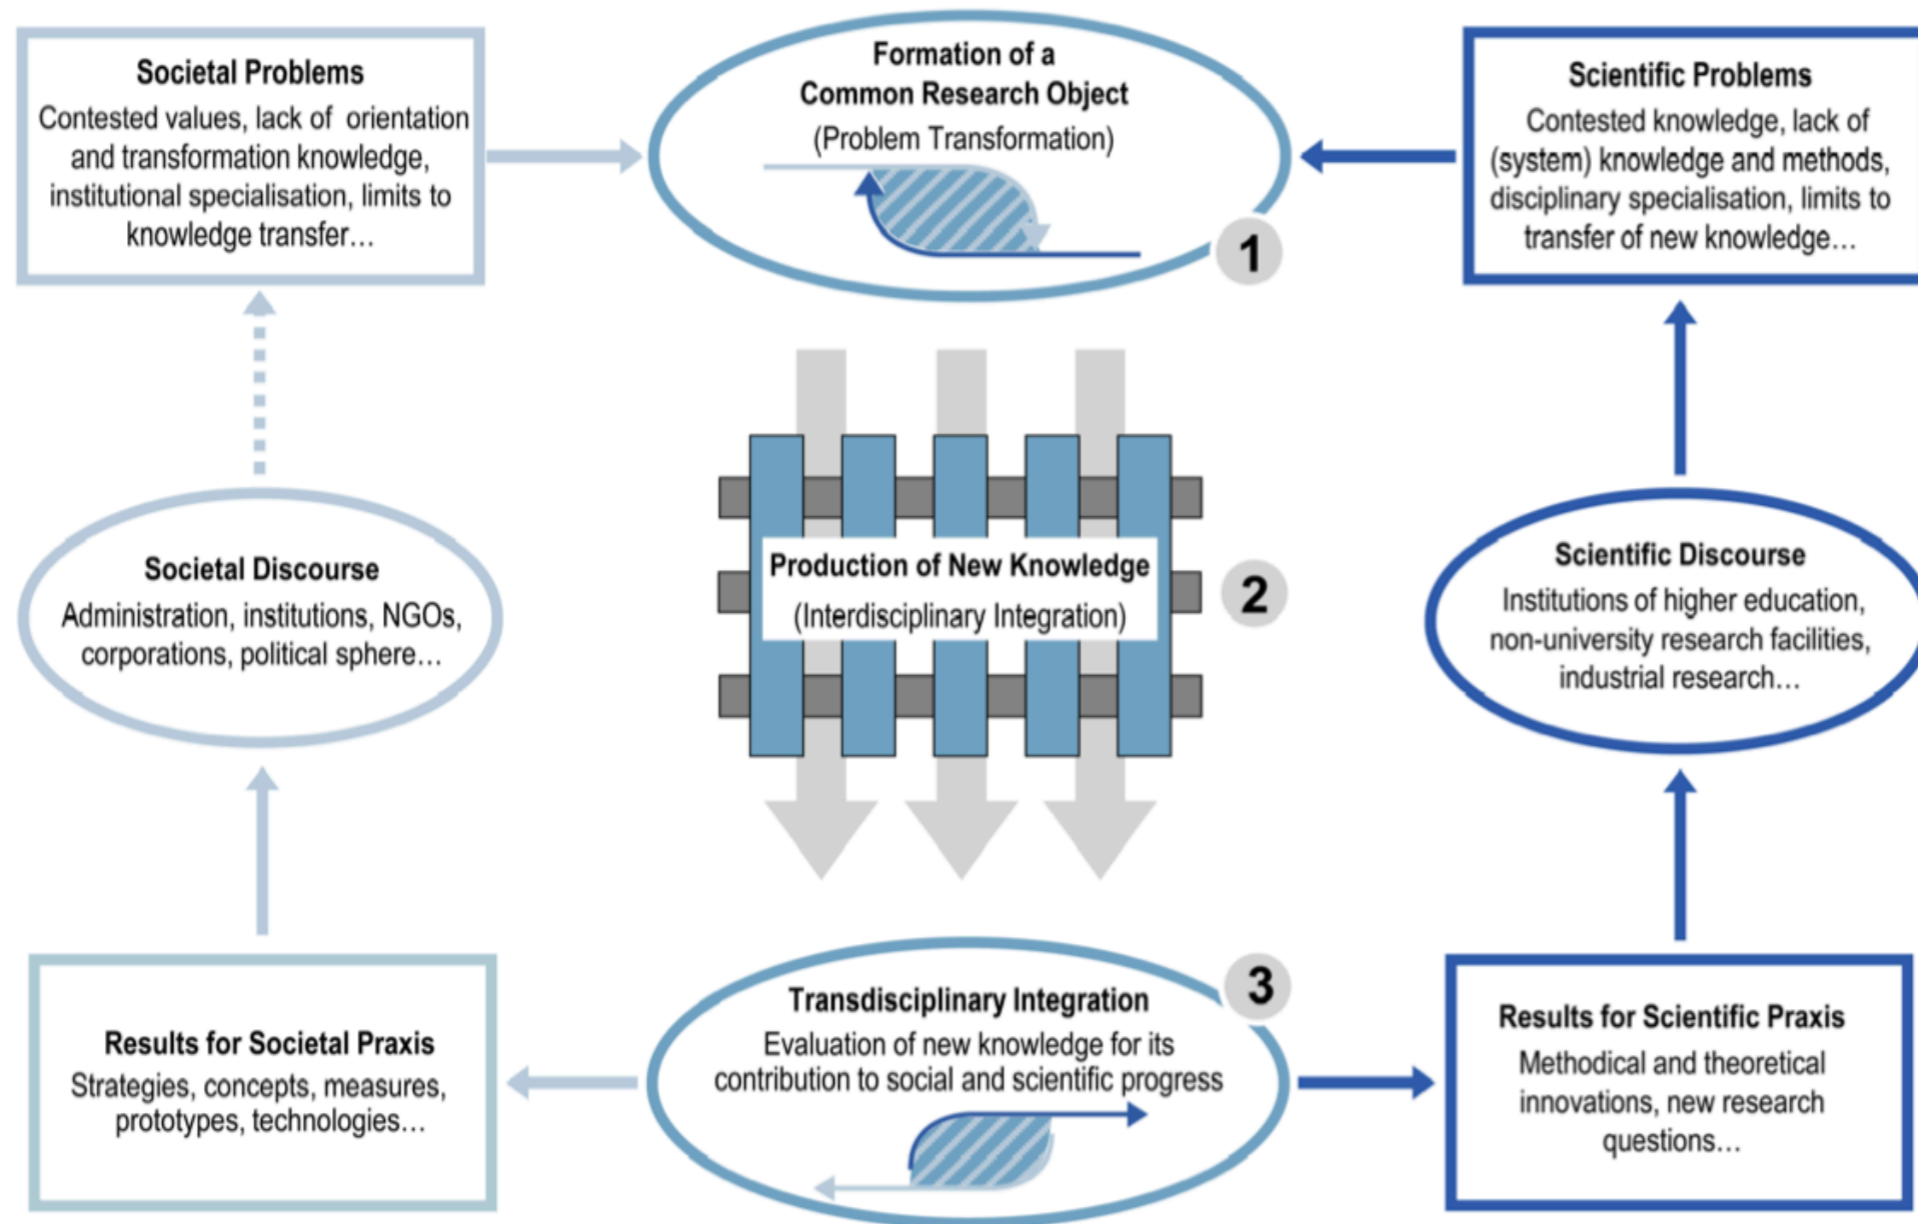 Societal Problems
Contested values, lack of orientation
and transformation knowledge,
institutional specialisation, limits to
knowledge transfer…
Formation of a
Common Research Object
(Problem Transformation)
1
Scientific Problems
Contested knowledge, lack of
(system) knowledge and methods,
disciplinary specialisation, limits to
transfer of new knowledge…
Societal Discourse
Administration, institutions, NGOs,
corporations, political sphere…
Production of New Knowledge
(Interdisciplinary Integration)
2
Scientific Discourse
Institutions of higher education,
non-university research facilities,
industrial research…
Results for Societal Praxis
Strategies, concepts, measures,
prototypes, technologies…
Transdisciplinary Integration
Evaluation of new knowledge for its
contribution to social and scientific progress
3
Results for Scientific Praxis
Methodical and theoretical
innovations, new research
questions…